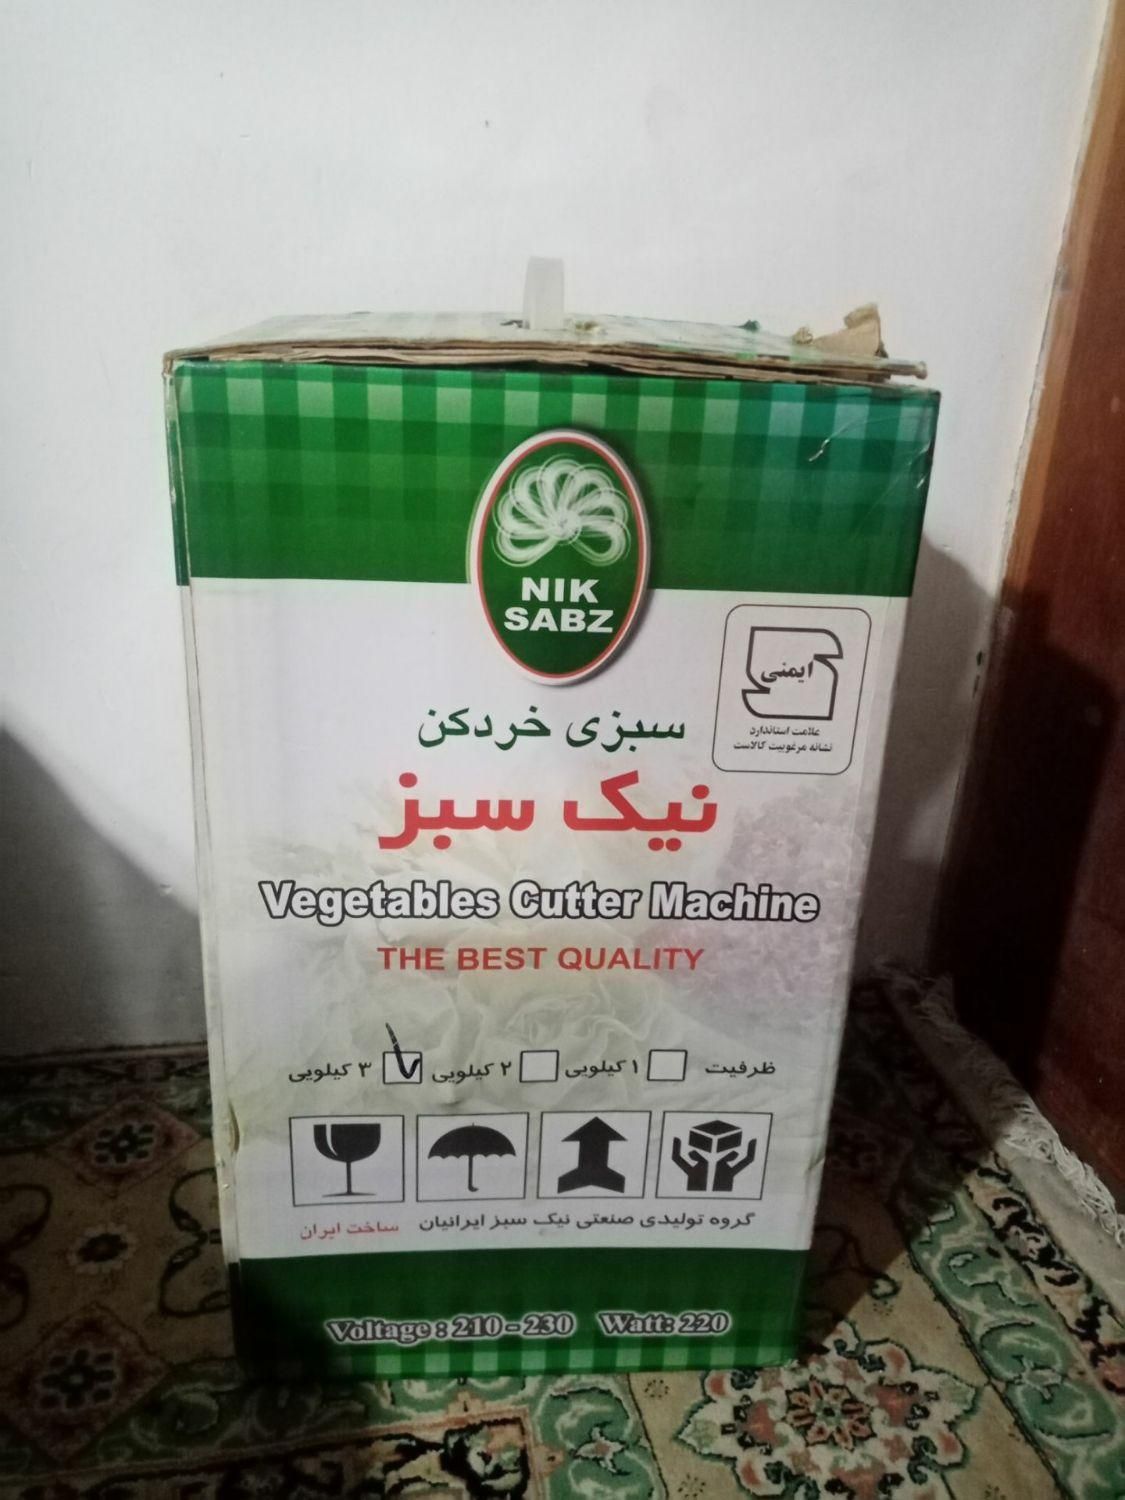 NIK
SABZ
ایمنی
علامت استاندارد
نشانه مرغوبیت کالاست
سبزی خردکن
نیک سبز
Vegetables Cutter Machine
THE BEST QUALITY
ظرفیت ۱ کیلویی ۲ کیلویی ۳ کیلویی
گروه تولیدی صنعتی نیک سبز ایرانیان ساخت ایران
Voltage : 210 - 230 Watt: 220